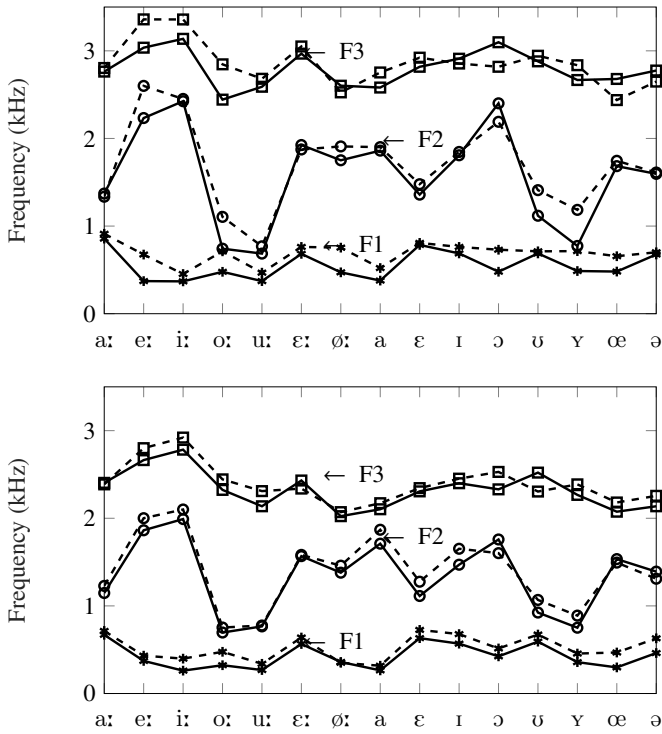 3
2
1
0
Frequency (kHz)
F3
F2
F1
aː eː iː oː uː ɛː øː a ɛ ɪ ɔ ʊ ʏ œ ə
3
2
1
0
Frequency (kHz)
F3
F2
F1
aː eː iː oː uː ɛː øː a ɛ ɪ ɔ ʊ ʏ œ ə